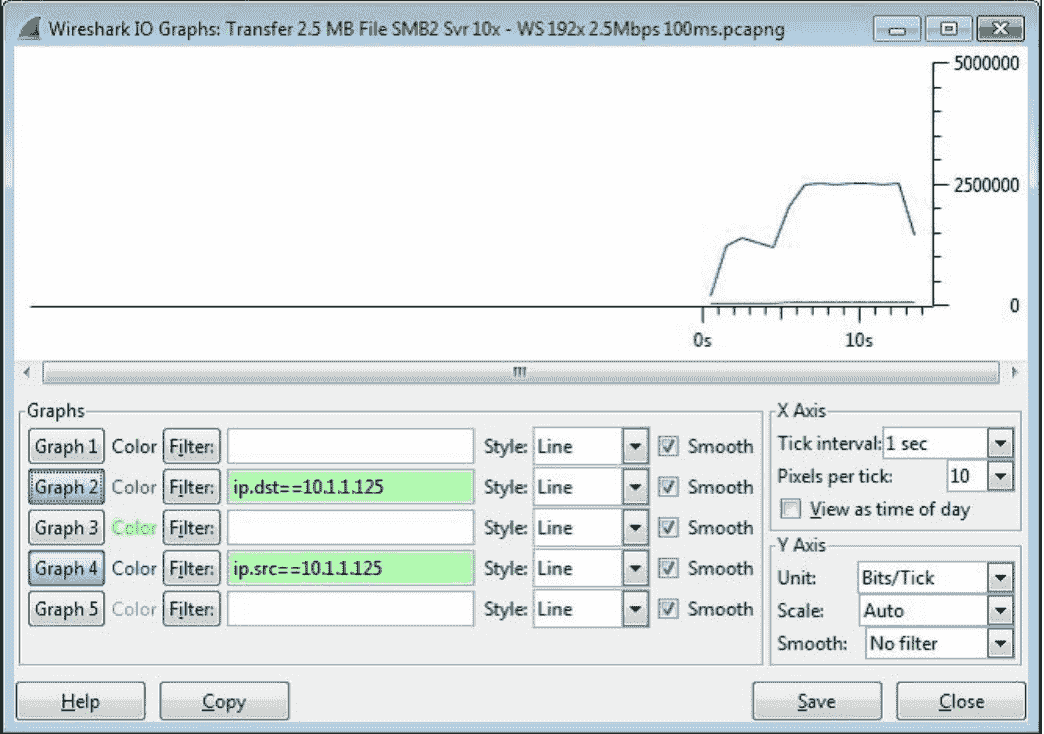 Wireshark IO Graphs: Transfer 2.5 MB File SMB2 Svr 10x - WS 192x 2.5Mbps 100ms.pcapng
5000000
2500000
0
0s 10s
Graphs
Graph 1 Color Filter: Style: Line Smooth
Graph 2 Color Filter: ip.dst==10.1.1.125 Style: Line Smooth
Graph 3 Color Filter: Style: Line Smooth
Graph 4 Color Filter: ip.src==10.1.1.125 Style: Line Smooth
Graph 5 Color Filter: Style: Line Smooth
X Axis
Tick interval: 1 sec
Pixels per tick: 10
View as time of day
Y Axis
Unit: Bits/Tick
Scale: Auto
Smooth: No filter
Help Copy Save Close